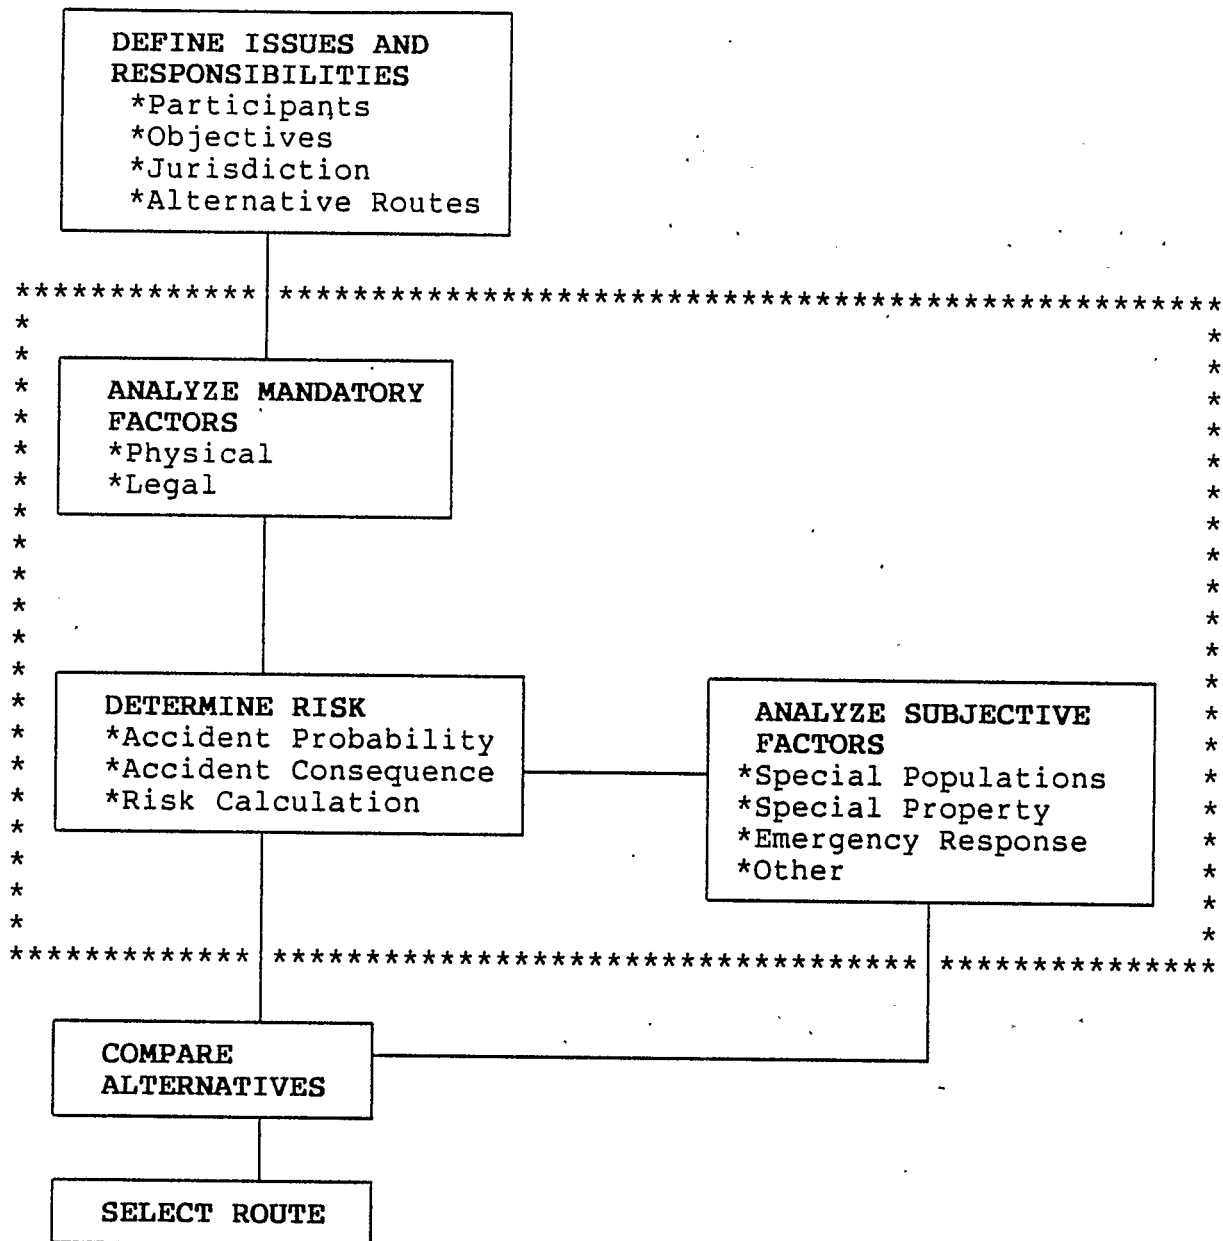 DEFINE ISSUES AND
RESPONSIBILITIES
*Participants
*Objectives
*Jurisdiction
*Alternative Routes
ANALYZE MANDATORY
FACTORS
*Physical
*Legal
DETERMINE RISK
*Accident Probability
*Accident Consequence
*Risk Calculation
ANALYZE SUBJECTIVE
FACTORS
*Special Populations
*Special Property
*Emergency Response
*Other
COMPARE
ALTERNATIVES
SELECT ROUTE